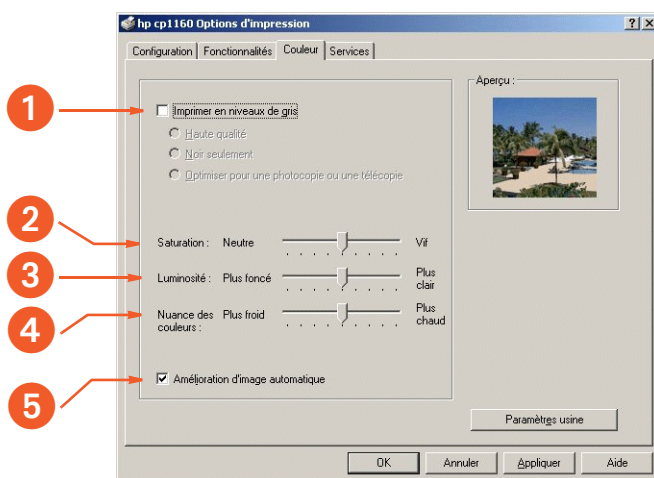 hp cp1160 Options d'impression
Configuration Fonctionnalités Couleur Services
Aperçu :
1
Imprimer en niveaux de gris
Haute qualité
Noir seulement
Optimiser pour une photocopie ou une télécopie
2
Saturation : Neutre Vif
3
Luminosité : Plus foncé Plus clair
4
Nuance des couleurs : Plus froid Plus chaud
5
Amélioration d'image automatique
Paramètres usine
OK Annuler Appliquer Aide